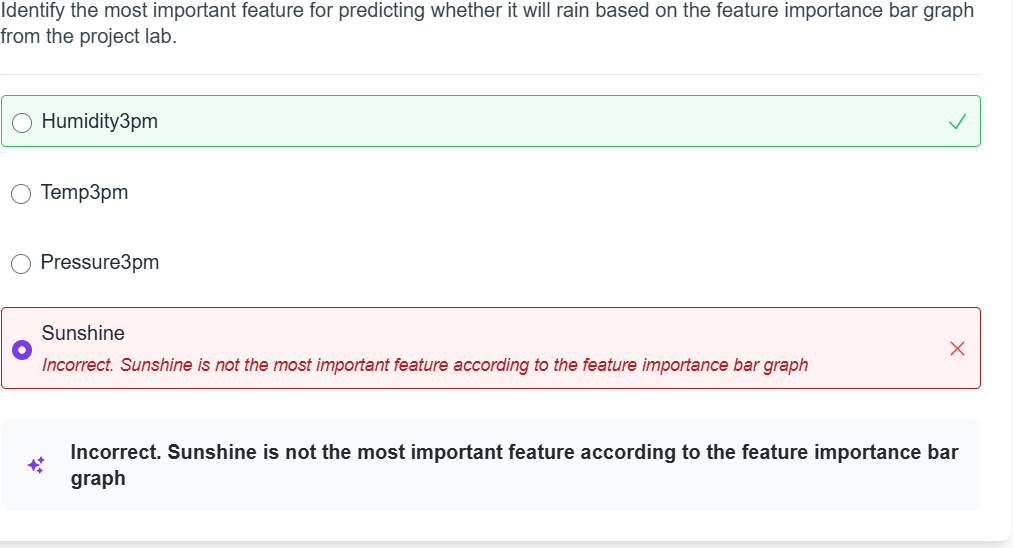 Identify the most important feature for predicting whether it will rain based on the feature importance bar graph
from the project lab.
Humidity3pm
Temp3pm
Pressure3pm
Sunshine
Incorrect. Sunshine is not the most important feature according to the feature importance bar graph
Incorrect. Sunshine is not the most important feature according to the feature importance bar
graph